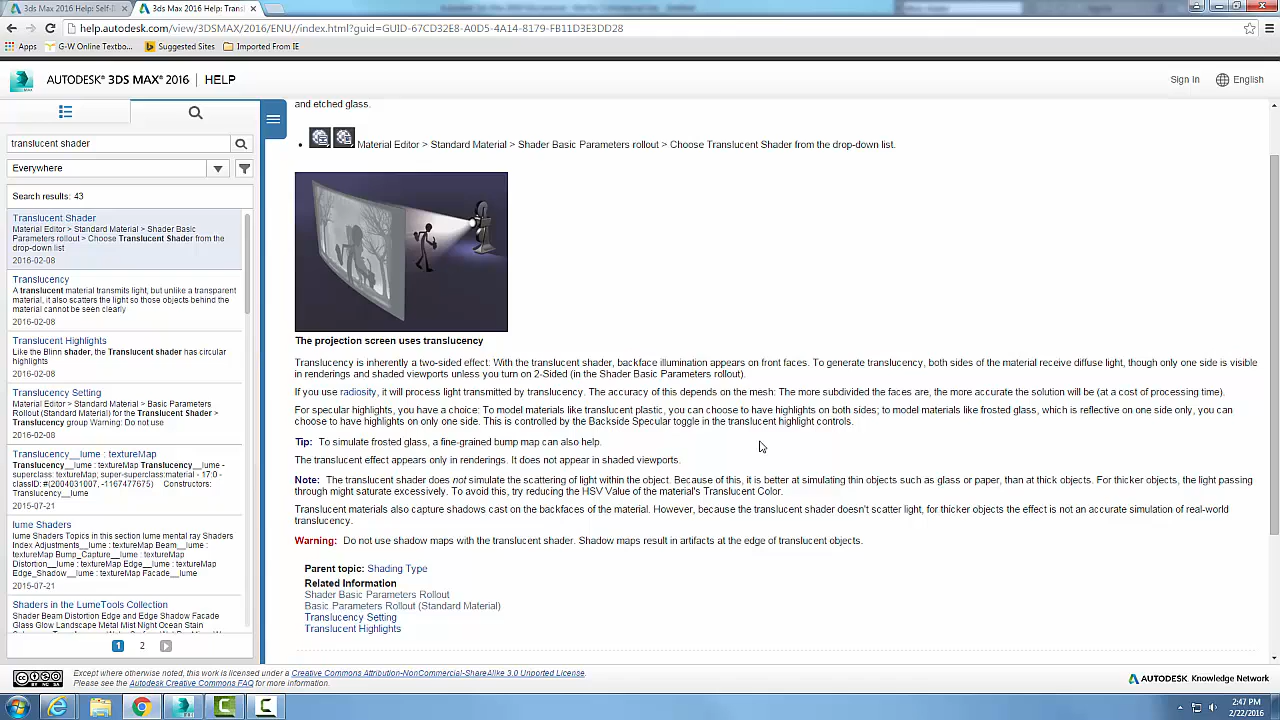 3ds Max 2016 Help: Self-
3ds Max 2016 Help: Trans
help.autodesk.com/view/3DSMAX/2016/ENU//index.html?guid=GUID-67CD32E8-A0D5-4A14-8179-FB11D3E3DD28
Apps G-W Online Textbo... Suggested Sites Imported From IE
AUTODESK® 3DS MAX® 2016 | HELP
Sign In English
translucent shader
Everywhere
Search results: 43
Translucent Shader
Material Editor > Standard Material > Shader Basic
Parameters rollout > Choose Translucent Shader from the
drop-down list
2016-02-08
Translucency
A translucent material transmits light, but unlike a transparent
material, it also scatters the light so those objects behind the
material cannot be seen clearly
2016-02-08
Translucent Highlights
Like the Blinn shader, the Translucent shader has circular
highlights
2016-02-08
Translucency Setting
Material Editor > Standard Material > Basic Parameters
Rollout (Standard Material) for the Translucent Shader >
Translucency group Warning: Do not use
2016-02-08
Translucency__lume : textureMap
Translucency__lume : textureMap Translucency__lume -
superclass: textureMap; super-superclass:material - 17:0 -
classID: #(2004031007, -1167477675) Constructors:
Translucency__lume
2015-07-21
lume Shaders
lume Shaders Topics in this section lume mental ray Shaders
Index Adjustments__lume : textureMap Beam__lume :
textureMap Bump_Capture__lume : textureMap
Distortion__lume : textureMap Edge__lume :
textureMap Edge_Shadow__lume : textureMap Facade__lume
2015-07-21
Shaders in the LumeTools Collection
Shader Beam Distortion Edge and Edge Shadow Facade
Glass Glow Landscape Metal Mist Night Ocean Stain
1 2
and etched glass.
• Material Editor > Standard Material > Shader Basic Parameters rollout > Choose Translucent Shader from the drop-down list.
The projection screen uses translucency
Translucency is inherently a two-sided effect: With the translucent shader, backface illumination appears on front faces. To generate translucency, both sides of the material receive diffuse light, though only one side is visible
in renderings and shaded viewports unless you turn on 2-Sided (in the Shader Basic Parameters rollout).
If you use radiosity, it will process light transmitted by translucency. The accuracy of this depends on the mesh: The more subdivided the faces are, the more accurate the solution will be (at a cost of processing time).
For specular highlights, you have a choice: To model materials like translucent plastic, you can choose to have highlights on both sides; to model materials like frosted glass, which is reflective on one side only, you can
choose to have highlights on only one side. This is controlled by the Backside Specular toggle in the translucent highlight controls.
Tip: To simulate frosted glass, a fine-grained bump map can also help.
The translucent effect appears only in renderings. It does not appear in shaded viewports.
Note: The translucent shader does not simulate the scattering of light within the object. Because of this, it is better at simulating thin objects such as glass or paper, than at thick objects. For thicker objects, the light passing
through might saturate excessively. To avoid this, try reducing the HSV Value of the material's Translucent Color.
Translucent materials also capture shadows cast on the backfaces of the material. However, because the translucent shader doesn't scatter light, for thicker objects the effect is not an accurate simulation of real-world
translucency.
Warning: Do not use shadow maps with the translucent shader. Shadow maps result in artifacts at the edge of translucent objects.
Parent topic: Shading Type
Related Information
Shader Basic Parameters Rollout
Basic Parameters Rollout (Standard Material)
Translucency Setting
Translucent Highlights
Except where otherwise noted, this work is licensed under a Creative Commons Attribution-NonCommercial-ShareAlike 3.0 Unported License.
Please see the Autodesk Creative Commons FAQ for more information.
AUTODESK. Knowledge Network
2:47 PM
2/22/2016